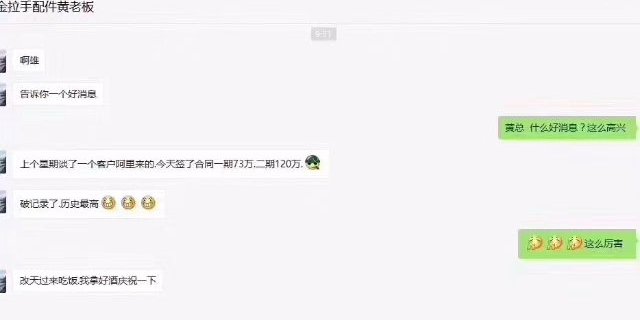 金拉手配件黄老板
9:31
啊雄
告诉你一个好消息
黄总 什么好消息？这么高兴
上个星期谈了一个客户阿里来的.今天签了合同一期73万.二期120万.
破记录了.历史最高
这么厉害
改天过来吃饭,我拿好酒庆祝一下